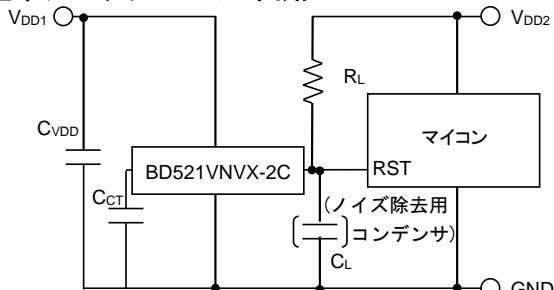 VDD1
VDD2
RL
CVDD
マイコン
BD521VNVX-2C
RST
CCT
(ノイズ除去用
コンデンサ)
CL
GND